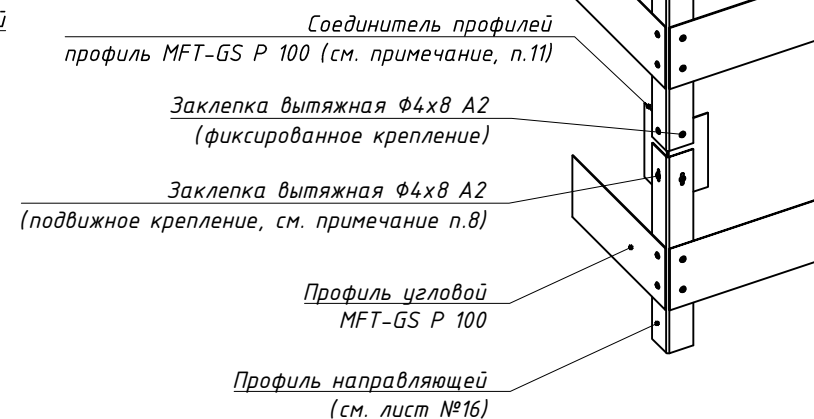 Соединитель профилей
профиль MFT-GS P 100 (см. примечание, п.11)
Заклепка вытяжная Ф4х8 А2
(фиксированное крепление)
Заклепка вытяжная Ф4х8 А2
(подвижное крепление, см. примечание п.8)
Профиль угловой
MFT-GS P 100
Профиль направляющей
(см. лист №16)